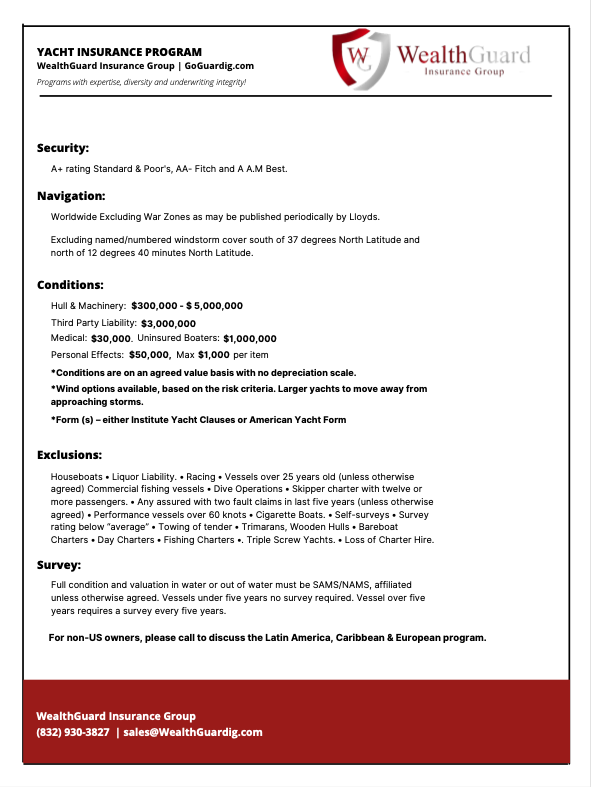 YACHT INSURANCE PROGRAM
WealthGuard Insurance Group | GoGuardig.com
Programs with expertise, diversity and underwriting integrity!
WG
WealthGuard
Insurance Group
Security:
A+ rating Standard & Poor's, AA- Fitch and A A.M Best.
Navigation:
Worldwide Excluding War Zones as may be published periodically by Lloyds.
Excluding named/numbered windstorm cover south of 37 degrees North Latitude and
north of 12 degrees 40 minutes North Latitude.
Conditions:
Hull & Machinery: $300,000 - $ 5,000,000
Third Party Liability: $3,000,000
Medical: $30,000. Uninsured Boaters: $1,000,000
Personal Effects: $50,000, Max $1,000 per item
*Conditions are on an agreed value basis with no depreciation scale.
*Wind options available, based on the risk criteria. Larger yachts to move away from
approaching storms.
*Form (s) – either Institute Yacht Clauses or American Yacht Form
Exclusions:
Houseboats • Liquor Liability. • Racing • Vessels over 25 years old (unless otherwise
agreed) Commercial fishing vessels • Dive Operations • Skipper charter with twelve or
more passengers. • Any assured with two fault claims in last five years (unless otherwise
agreed) • Performance vessels over 60 knots • Cigarette Boats. • Self-surveys • Survey
rating below “average” • Towing of tender • Trimarans, Wooden Hulls • Bareboat
Charters • Day Charters • Fishing Charters •. Triple Screw Yachts. • Loss of Charter Hire.
Survey:
Full condition and valuation in water or out of water must be SAMS/NAMS, affiliated
unless otherwise agreed. Vessels under five years no survey required. Vessel over five
years requires a survey every five years.
For non-US owners, please call to discuss the Latin America, Caribbean & European program.
WealthGuard Insurance Group
(832) 930-3827 | sales@WealthGuardig.com